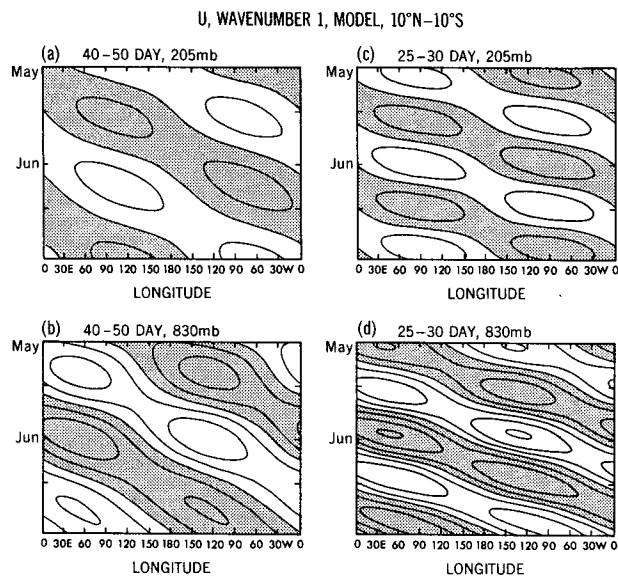 U, WAVENUMBER 1, MODEL, 10°N–10°S
(a) 40–50 DAY, 205mb
May
Jun
0 30E 60 90 120 150 180 150 120 90 60 30W 0
LONGITUDE
(c) 25–30 DAY, 205mb
May
Jun
0 30E 60 90 120 150 180 150 120 90 60 30W 0
LONGITUDE
(b) 40–50 DAY, 830mb
May
Jun
0 30E 60 90 120 150 180 150 120 90 60 30W 0
LONGITUDE
(d) 25–30 DAY, 830mb
May
Jun
0 30E 60 90 120 150 180 150 120 90 60 30W 0
LONGITUDE